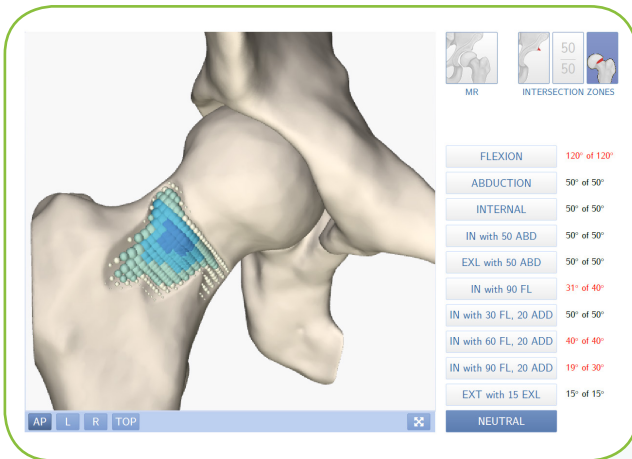 50
50
MR
INTERSECTION ZONES
FLEXION 120° of 120°
ABDUCTION 50° of 50°
INTERNAL 50° of 50°
IN with 50 ABD 50° of 50°
EXL with 50 ABD 50° of 50°
IN with 90 FL 31° of 40°
IN with 30 FL, 20 ADD 50° of 50°
IN with 60 FL, 20 ADD 40° of 40°
IN with 90 FL, 20 ADD 19° of 30°
EXT with 15 EXL 15° of 15°
NEUTRAL
AP L R TOP